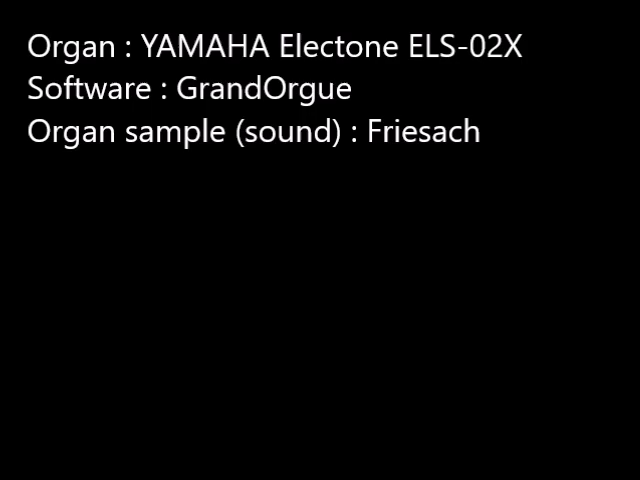 Organ : YAMAHA Electone ELS-02X
Software : GrandOrgue
Organ sample (sound) : Friesach